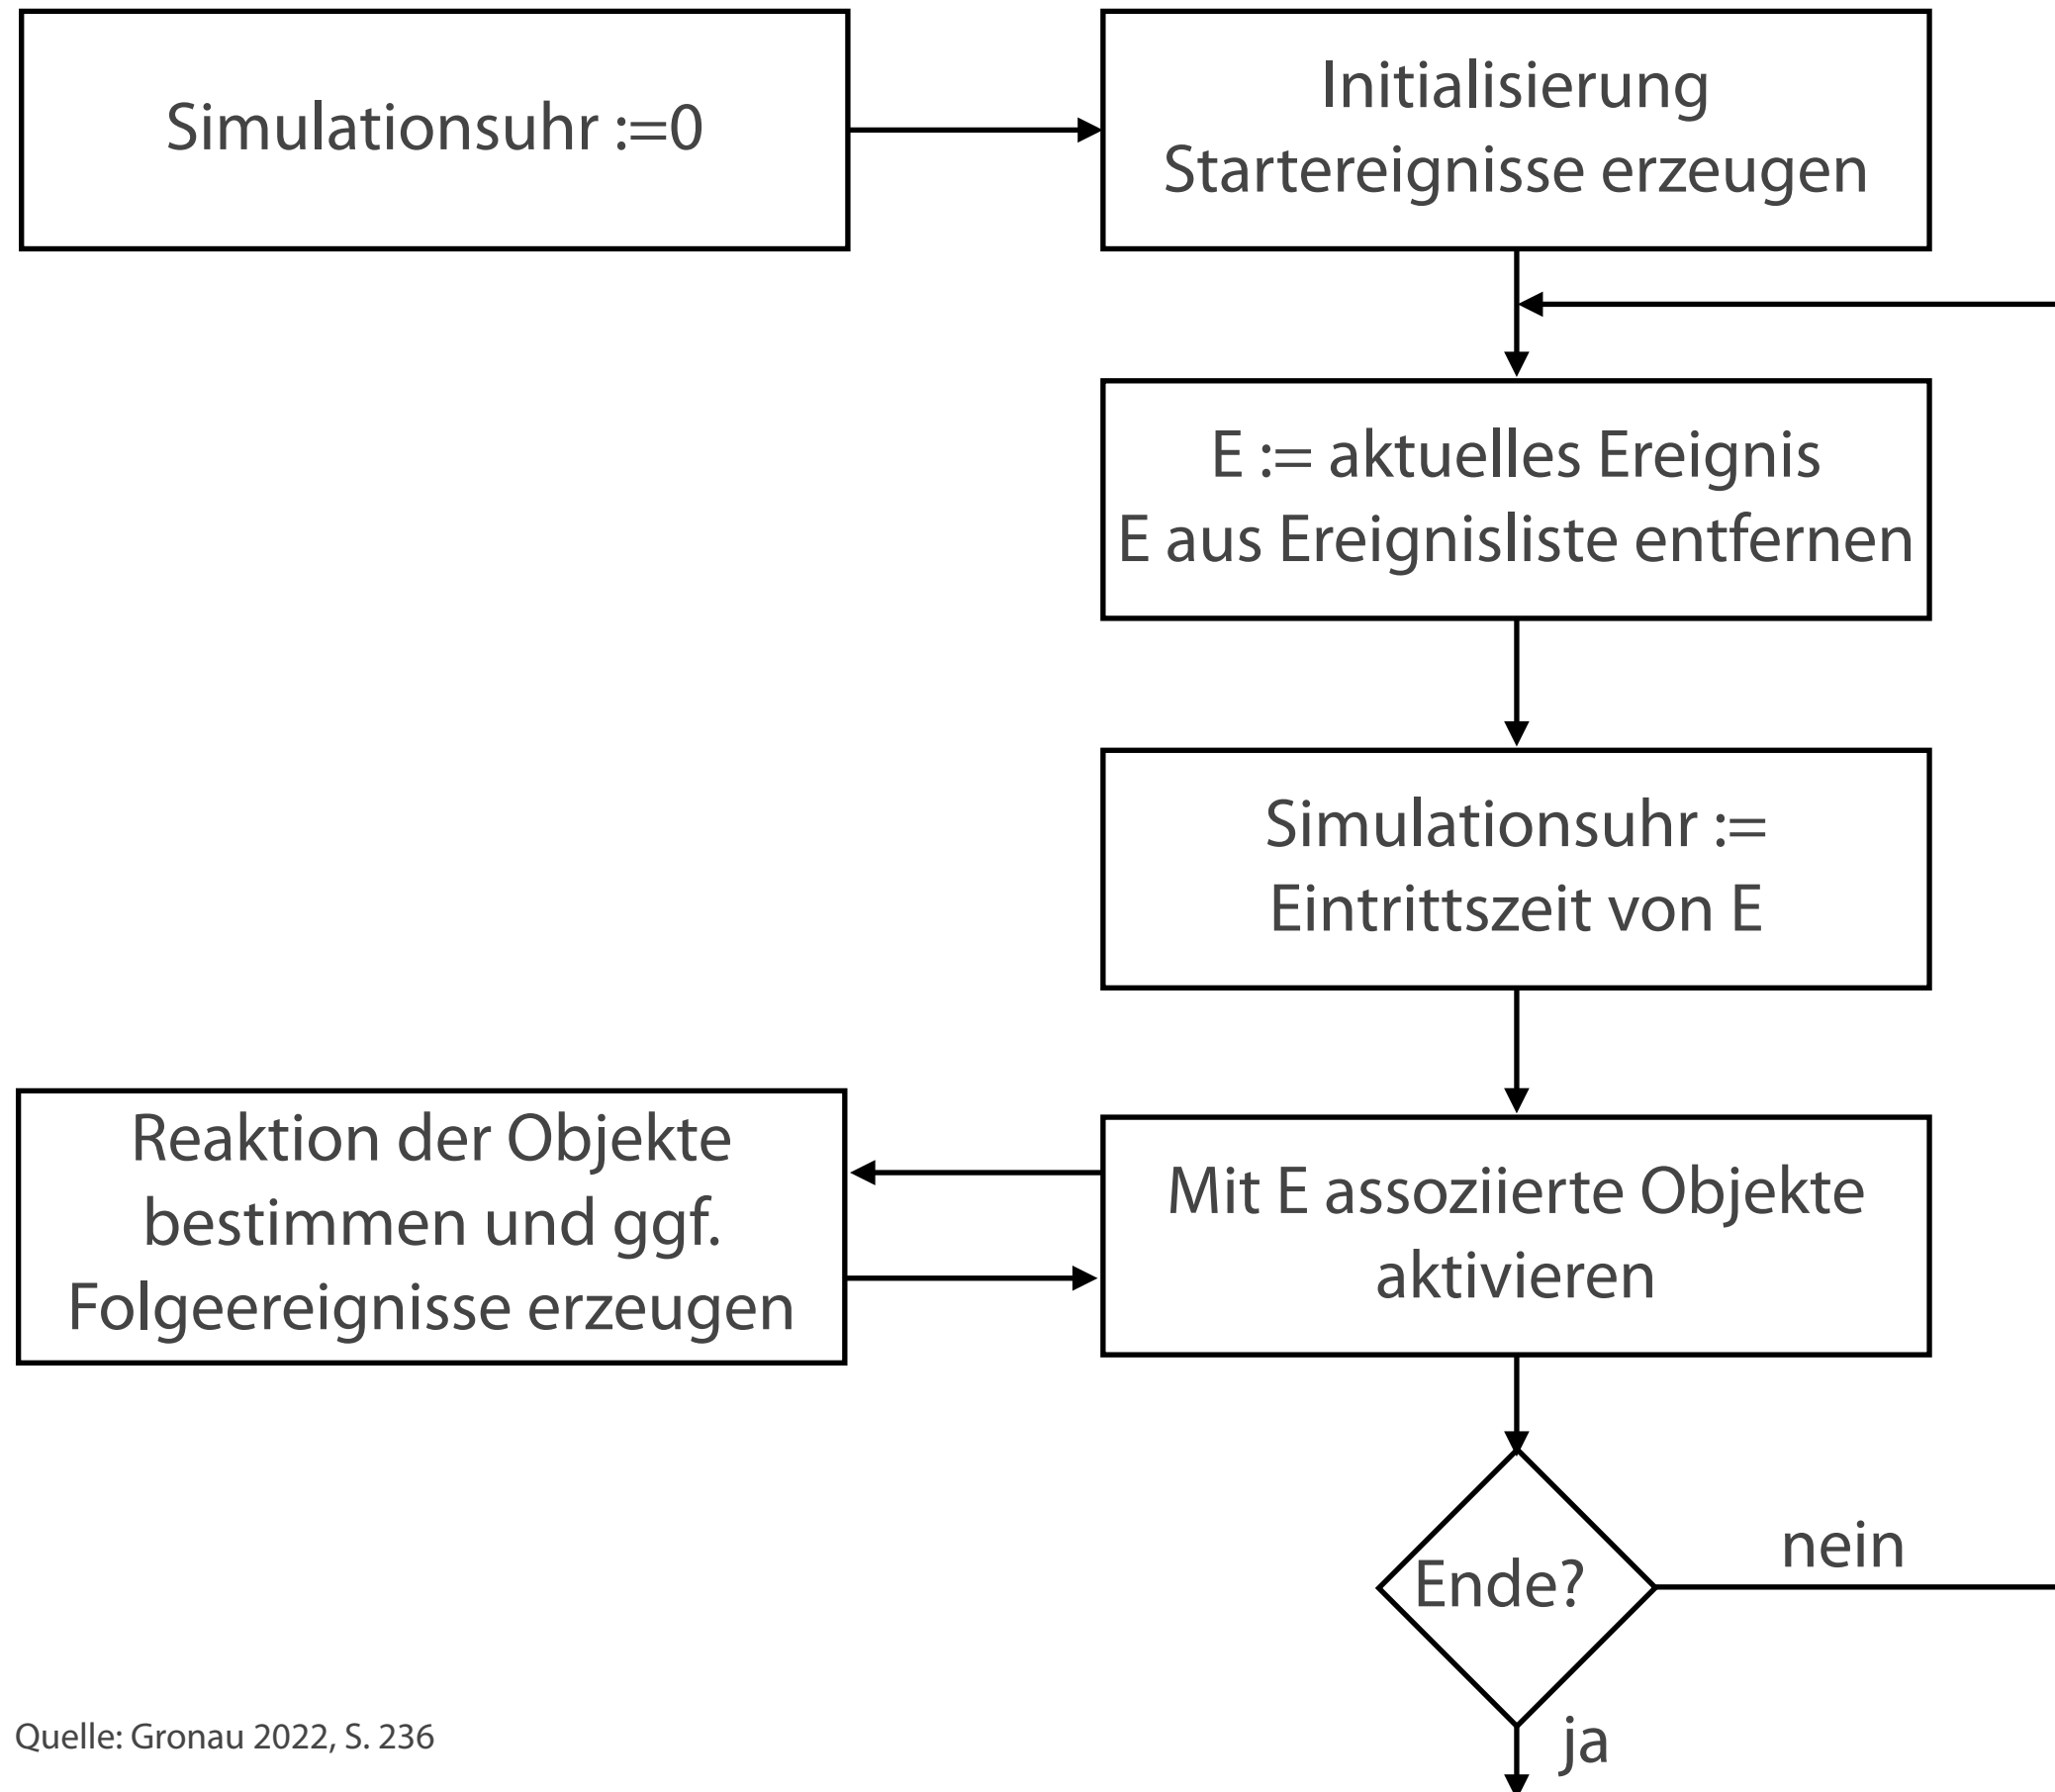 Simulationsuhr :=0
Initialisierung
Startereignisse erzeugen
E := aktuelles Ereignis
E aus Ereignisliste entfernen
Simulationsuhr :=
Eintrittszeit von E
Reaktion der Objekte
bestimmen und ggf.
Folgeereignisse erzeugen
Mit E assoziierte Objekte
aktivieren
Ende?
nein
ja
Quelle: Gronau 2022, S. 236